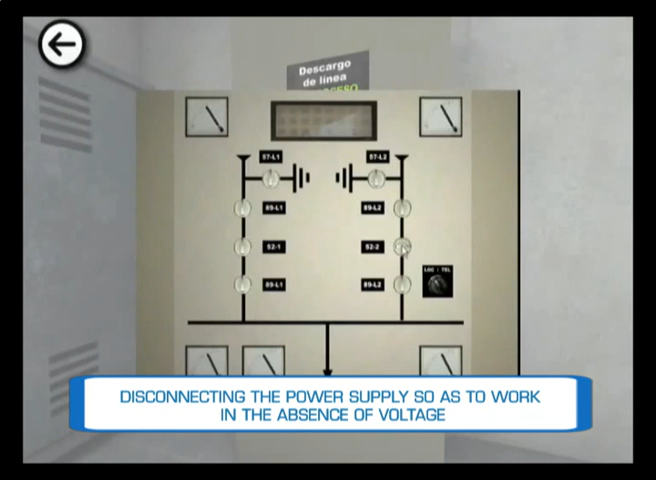 Descargo
de línea
57-L1
57-L2
89-L1
89-L2
52-1
52-2
89-L1
89-L2
LOC
TEL
DISCONNECTING THE POWER SUPPLY SO AS TO WORK
IN THE ABSENCE OF VOLTAGE